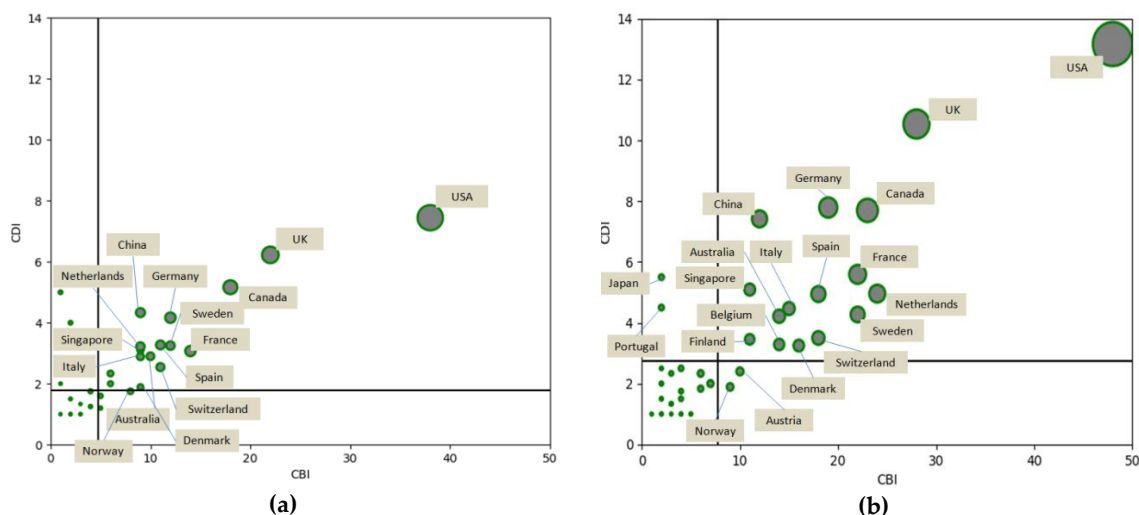 14
12
10
8
6
4
2
0
CDI
USA
UK
Canada
China
Netherlands
Germany
Sweden
Singapore
France
Italy
Spain
Switzerland
Australia
Denmark
Norway
0 10 20 30 40 50
CBI
(a)
14
12
10
8
6
4
2
0
CDI
USA
UK
Germany
Canada
China
Australia
Italy
Spain
France
Japan
Singapore
Netherlands
Belgium
Sweden
Portugal
Finland
Switzerland
Denmark
Norway
Austria
0 10 20 30 40 50
CBI
(b)